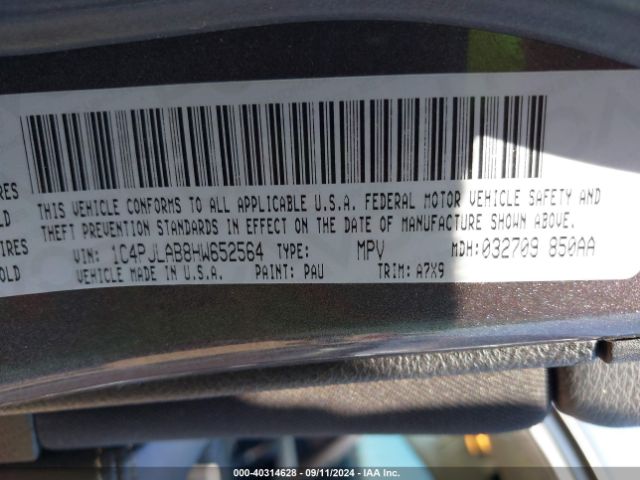 IRES
LD
IRES
OLD
THIS VEHICLE CONFORMS TO ALL APPLICABLE U.S.A. FEDERAL MOTOR VEHICLE SAFETY AND
THEFT PREVENTION STANDARDS IN EFFECT ON THE DATE OF MANUFACTURE SHOWN ABOVE.
VIN: 1C4PJLAB8HW652564 TYPE: MPV MDH: 032709 850AA
VEHICLE MADE IN U.S.A. PAINT: PAU TRIM: A7X9
000-40314628 - 09/11/2024 - IAA Inc.